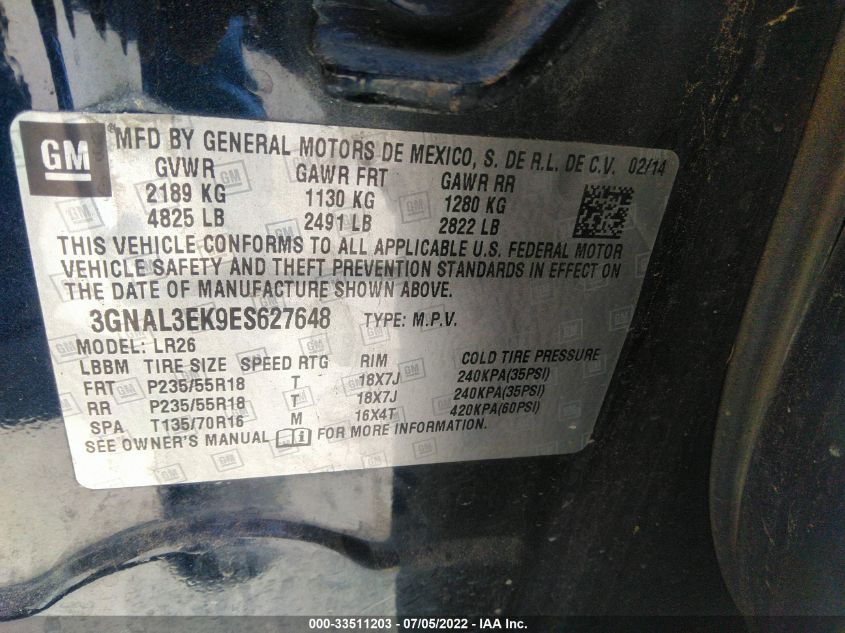 GM MFD BY GENERAL MOTORS DE MEXICO, S. DE R.L. DE C.V. 02/14
GVWR GAWR FRT GAWR RR
2189 KG 1130 KG 1280 KG
4825 LB 2491 LB 2822 LB
THIS VEHICLE CONFORMS TO ALL APPLICABLE U.S. FEDERAL MOTOR
VEHICLE SAFETY AND THEFT PREVENTION STANDARDS IN EFFECT ON
THE DATE OF MANUFACTURE SHOWN ABOVE.
3GNAL3EK9ES627648 TYPE: M.P.V.
MODEL: LR26
LBBM TIRE SIZE SPEED RTG RIM COLD TIRE PRESSURE
FRT P235/55R18 T 18X7J 240KPA(35PSI)
RR P235/55R18 T 18X7J 240KPA(35PSI)
SPA T135/70R16 M 16X4T 420KPA(60PSI)
SEE OWNER'S MANUAL FOR MORE INFORMATION.
000-33511203 - 07/05/2022 - IAA Inc.